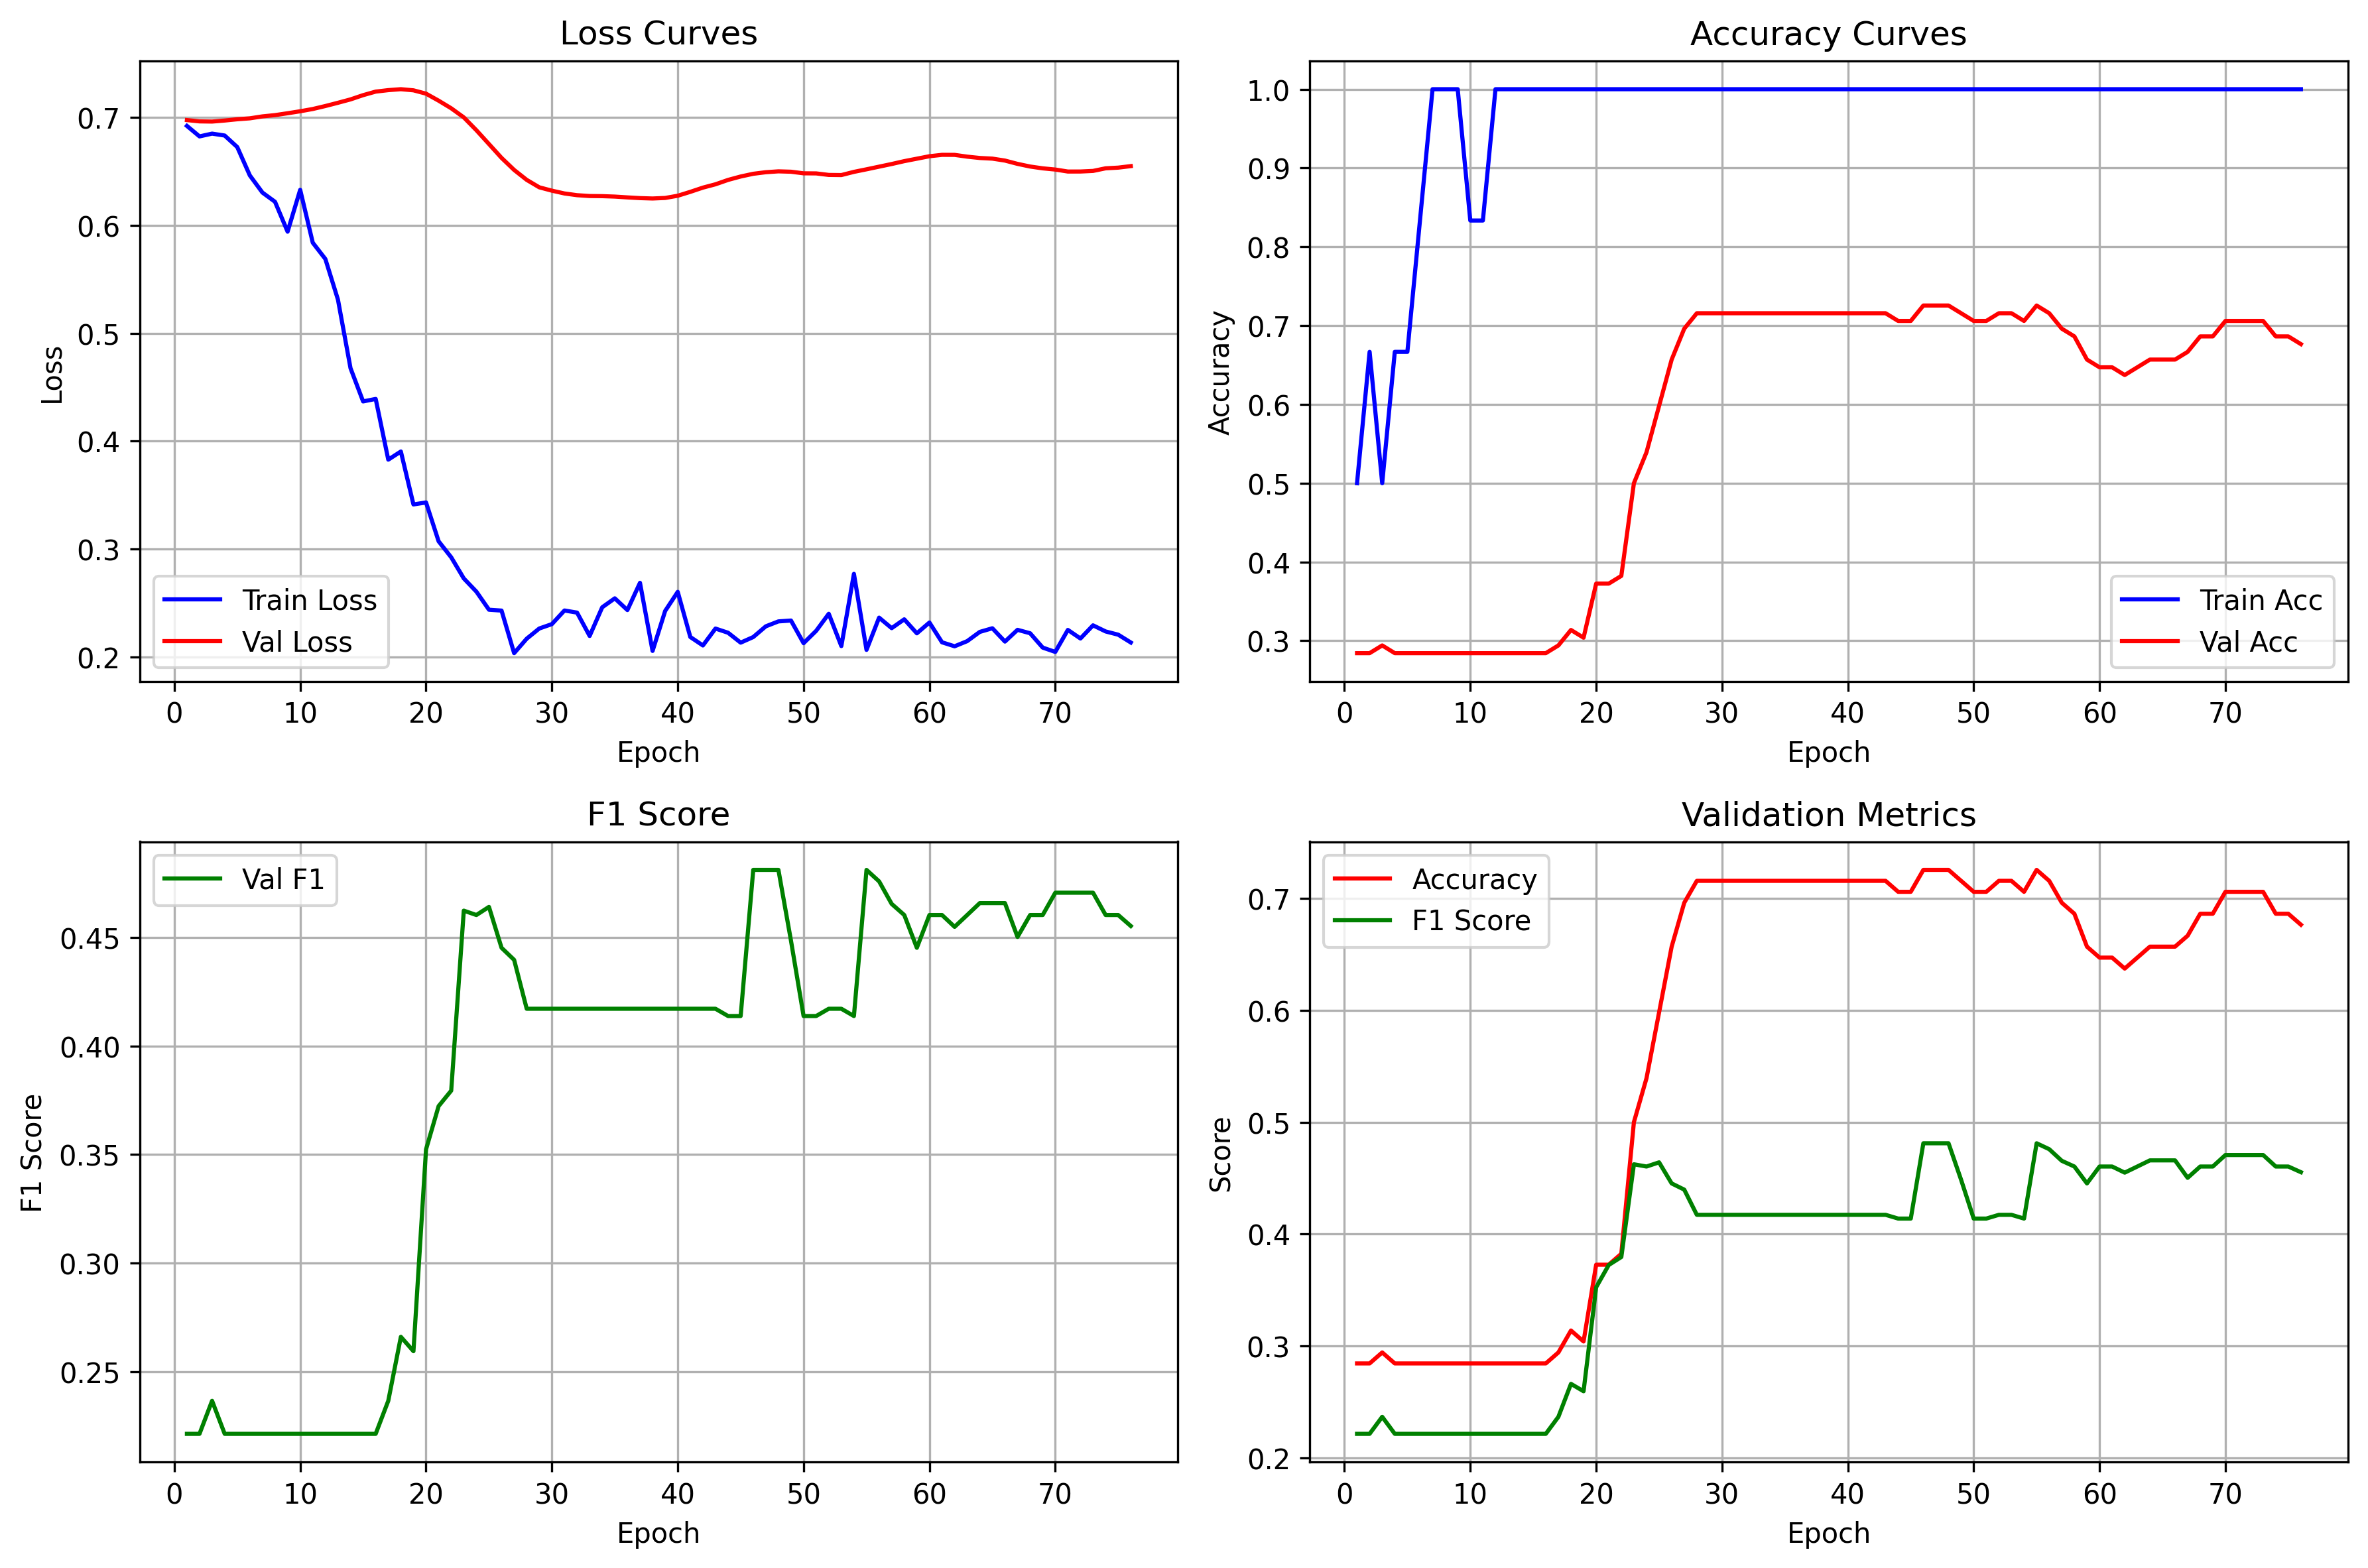 Loss Curves
0.7
0.6
0.5
0.4
0.3
0.2
Loss
Train Loss
Val Loss
0 10 20 30 40 50 60 70
Epoch
Accuracy Curves
1.0
0.9
0.8
0.7
0.6
0.5
0.4
0.3
Accuracy
Train Acc
Val Acc
0 10 20 30 40 50 60 70
Epoch
F1 Score
Val F1
0.45
0.40
0.35
0.30
0.25
F1 Score
0 10 20 30 40 50 60 70
Epoch
Validation Metrics
Accuracy
F1 Score
0.7
0.6
0.5
0.4
0.3
0.2
Score
0 10 20 30 40 50 60 70
Epoch